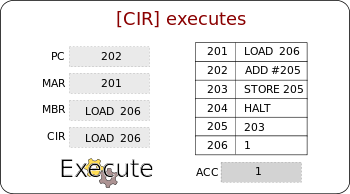 [CIR] executes
PC 202
MAR 201
MBR LOAD 206
CIR LOAD 206
Execute
201 LOAD 206
202 ADD #205
203 STORE 205
204 HALT
205 203
206 1
ACC 1